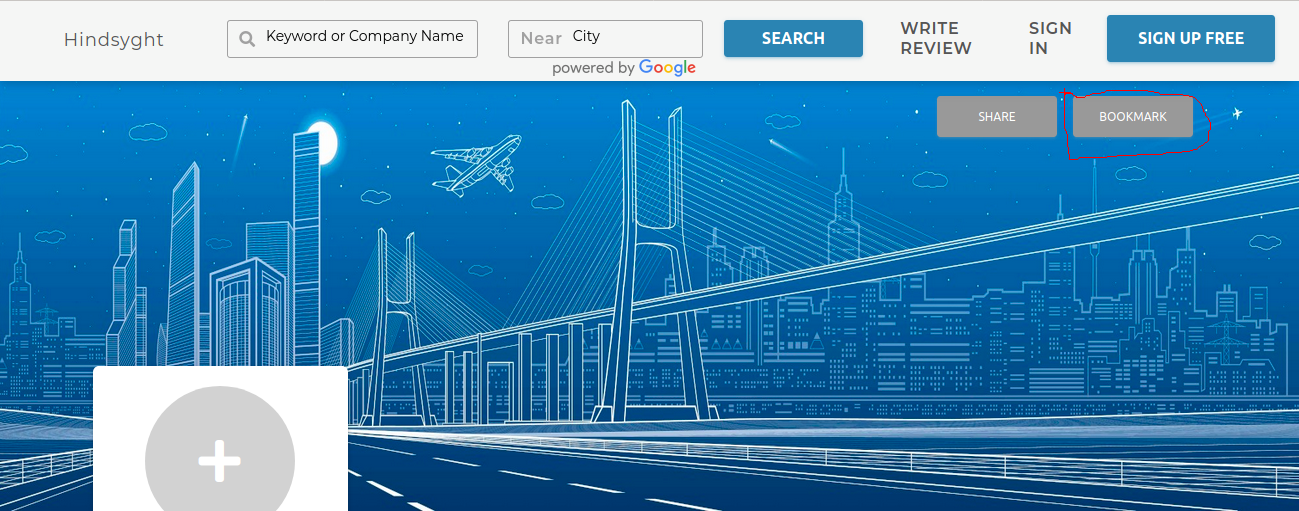 Hindsyght
Keyword or Company Name
Near City
SEARCH
WRITE
REVIEW
SIGN
IN
SIGN UP FREE
powered by Google
SHARE
BOOKMARK